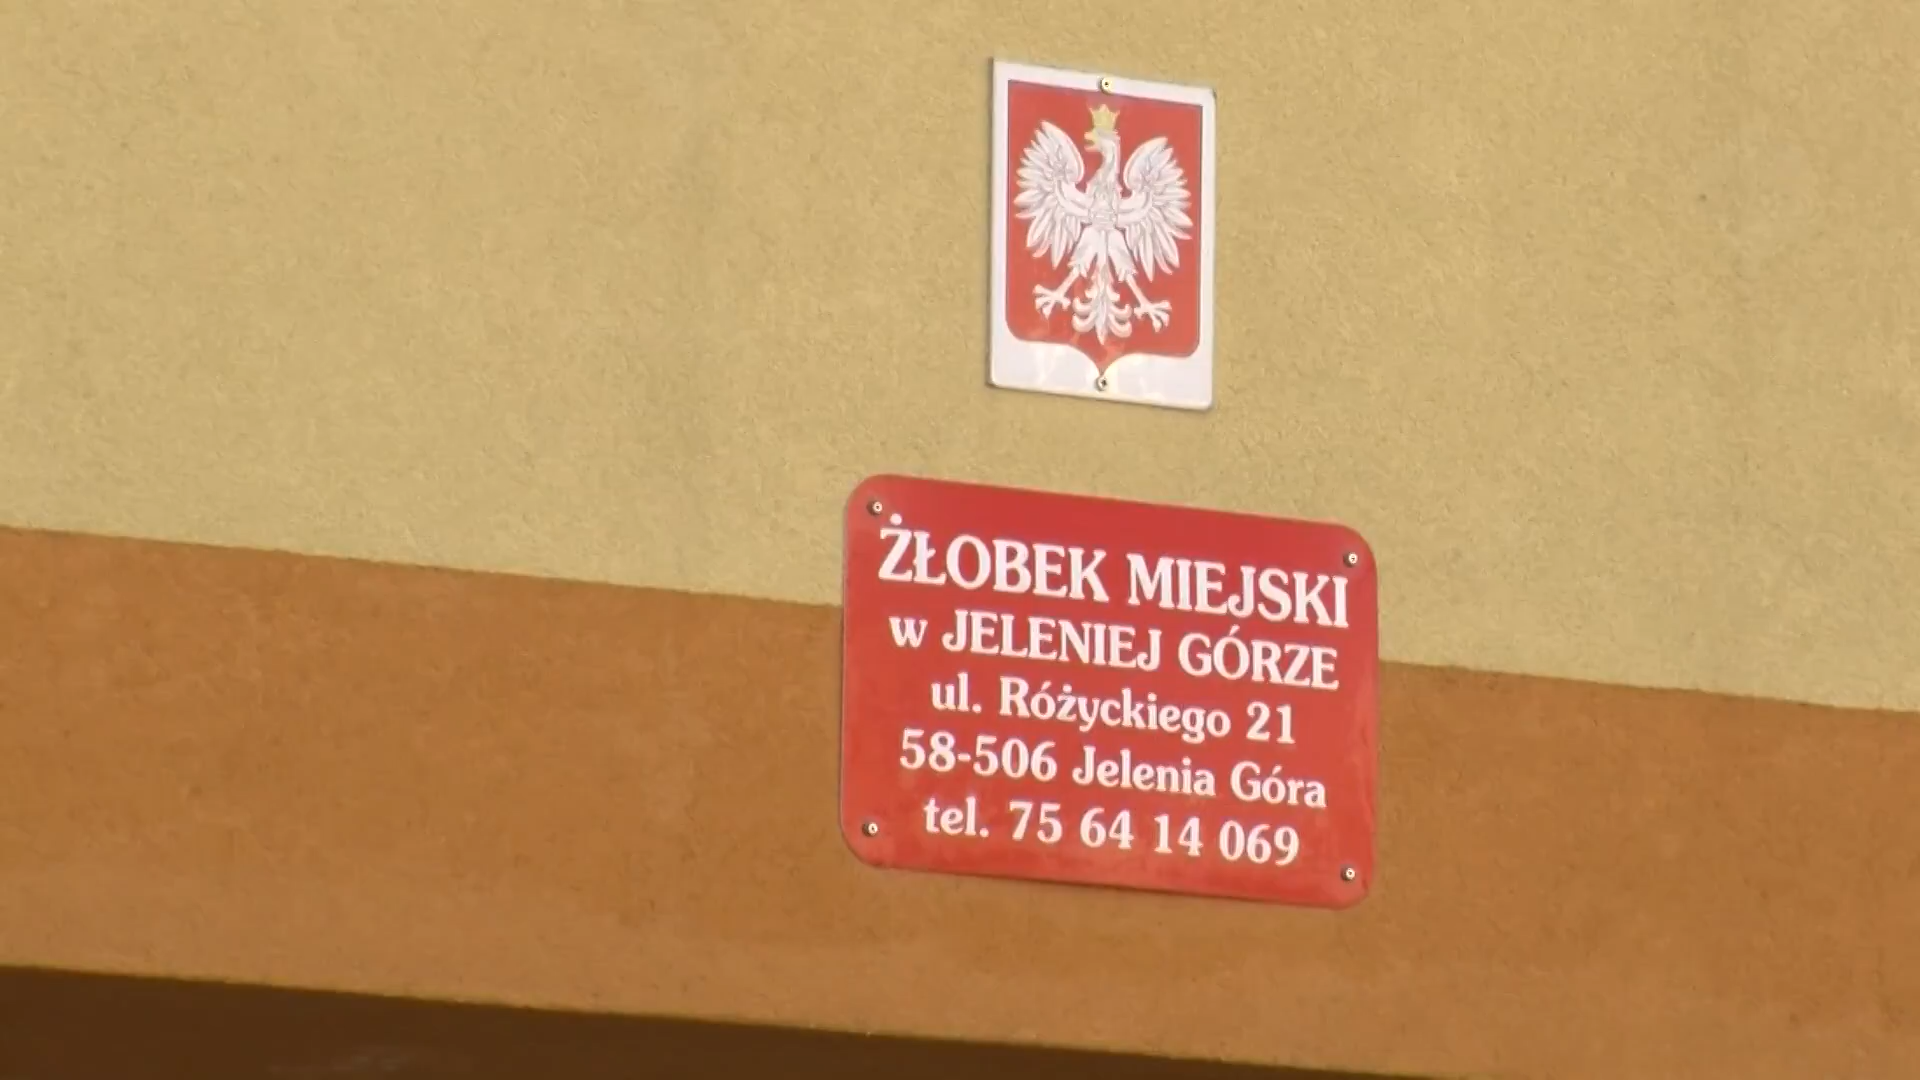 ŻŁOBEK MIEJSKI
w JELENIEJ GÓRZE
ul. Różyckiego 21
58-506 Jelenia Góra
tel. 75 64 14 069